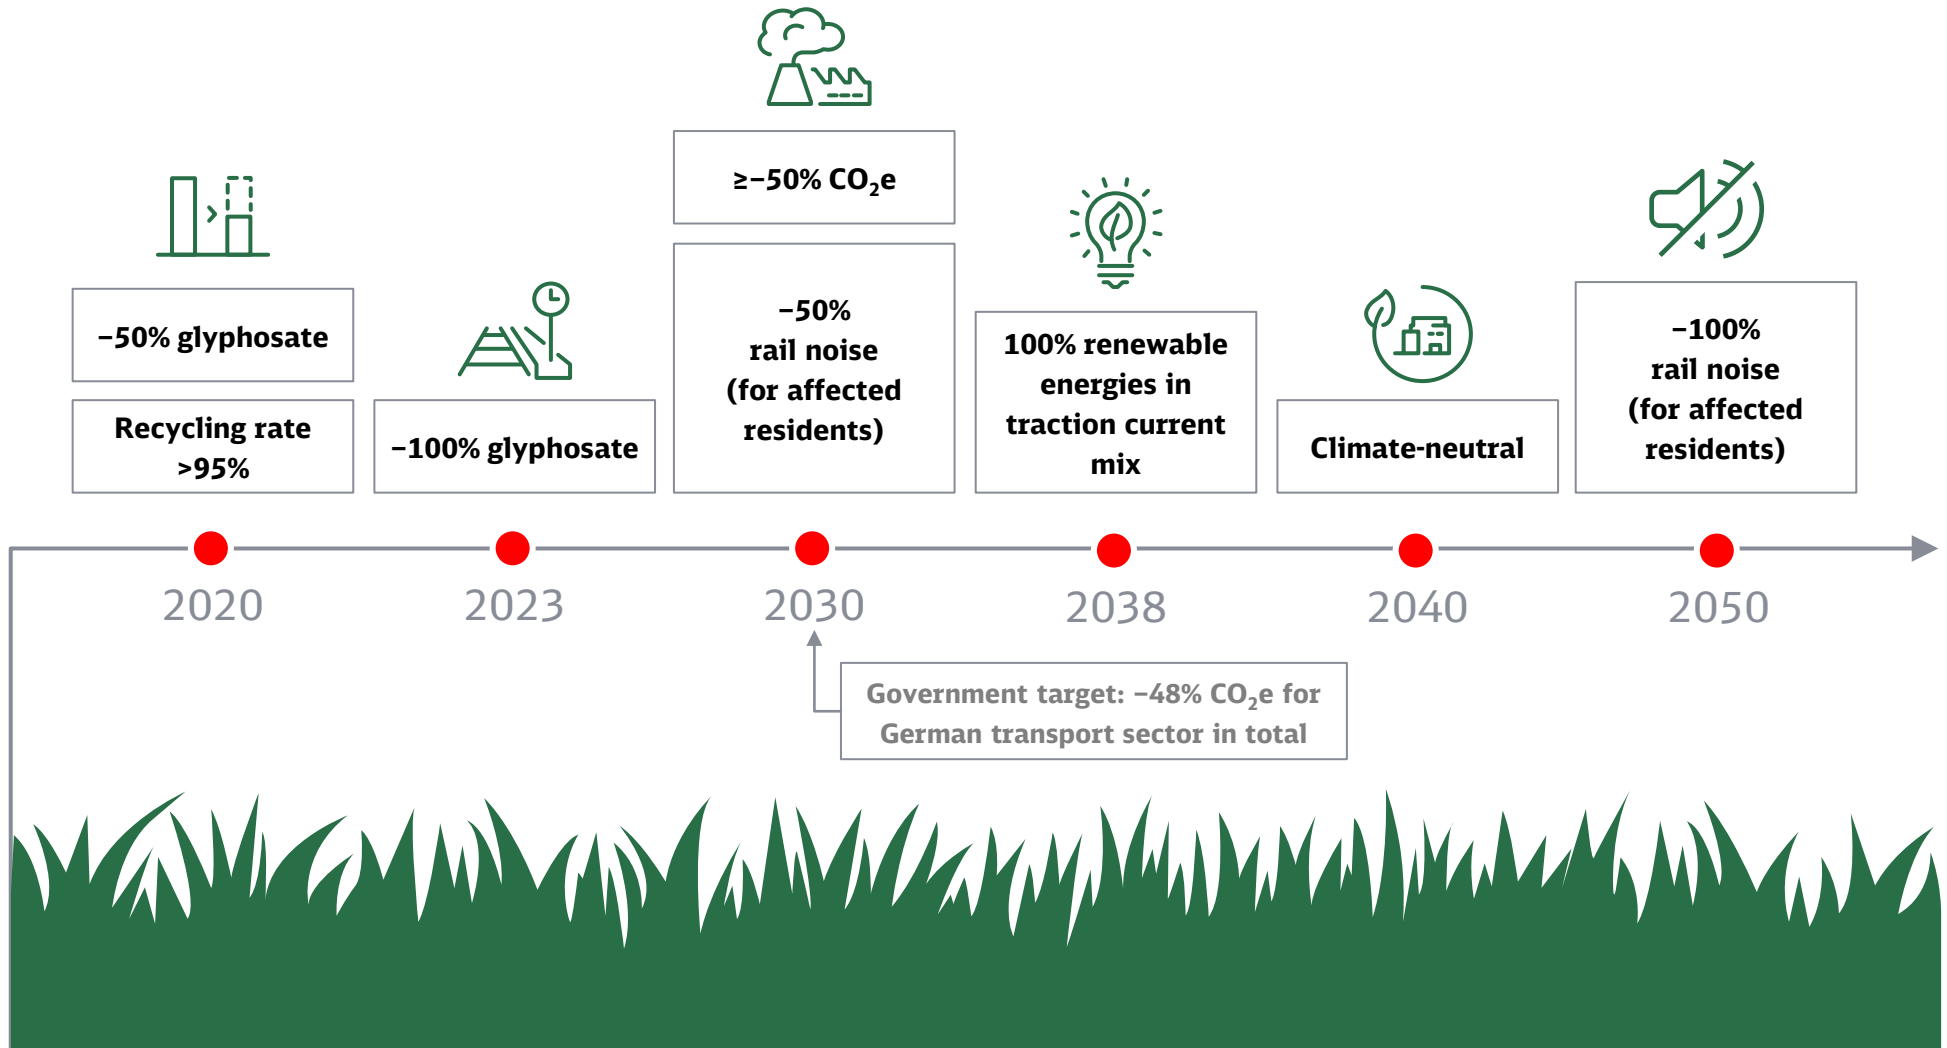 −50% glyphosate
Recycling rate
>95%
−100% glyphosate
≥−50% CO₂e
−50%
rail noise
(for affected
residents)
100% renewable
energies in
traction current
mix
Climate-neutral
−100%
rail noise
(for affected
residents)
2020
2023
2030
2038
2040
2050
Government target: −48% CO₂e for
German transport sector in total